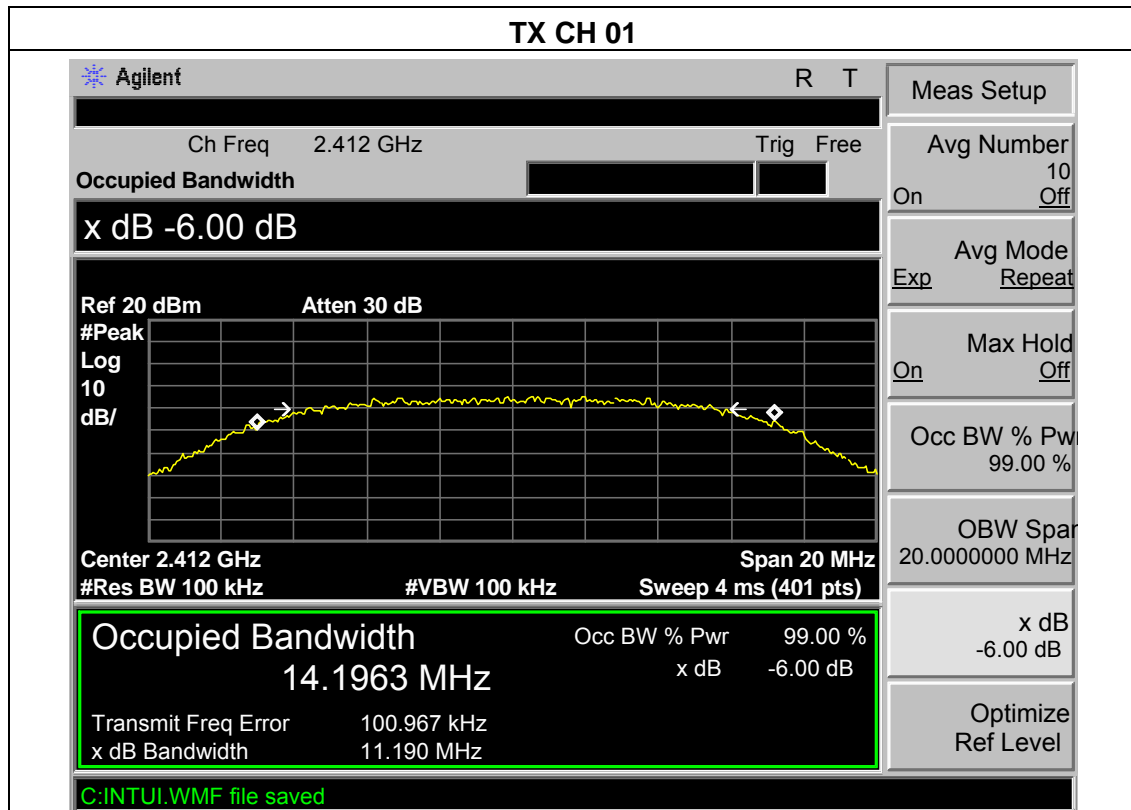 TX CH 01
Agilent R T
Ch Freq 2.412 GHz Trig Free
Occupied Bandwidth
x dB -6.00 dB
Ref 20 dBm Atten 30 dB
#Peak
Log
10
dB/
Center 2.412 GHz Span 20 MHz
#Res BW 100 kHz #VBW 100 kHz Sweep 4 ms (401 pts)
Occupied Bandwidth Occ BW % Pwr 99.00 %
14.1963 MHz x dB -6.00 dB
Transmit Freq Error 100.967 kHz
x dB Bandwidth 11.190 MHz
C:INTUI.WMF file saved
Meas Setup
Avg Number
10
On Off
Avg Mode
Exp Repeat
Max Hold
On Off
Occ BW % Pwr
99.00 %
OBW Span
20.0000000 MHz
x dB
-6.00 dB
Optimize
Ref Level